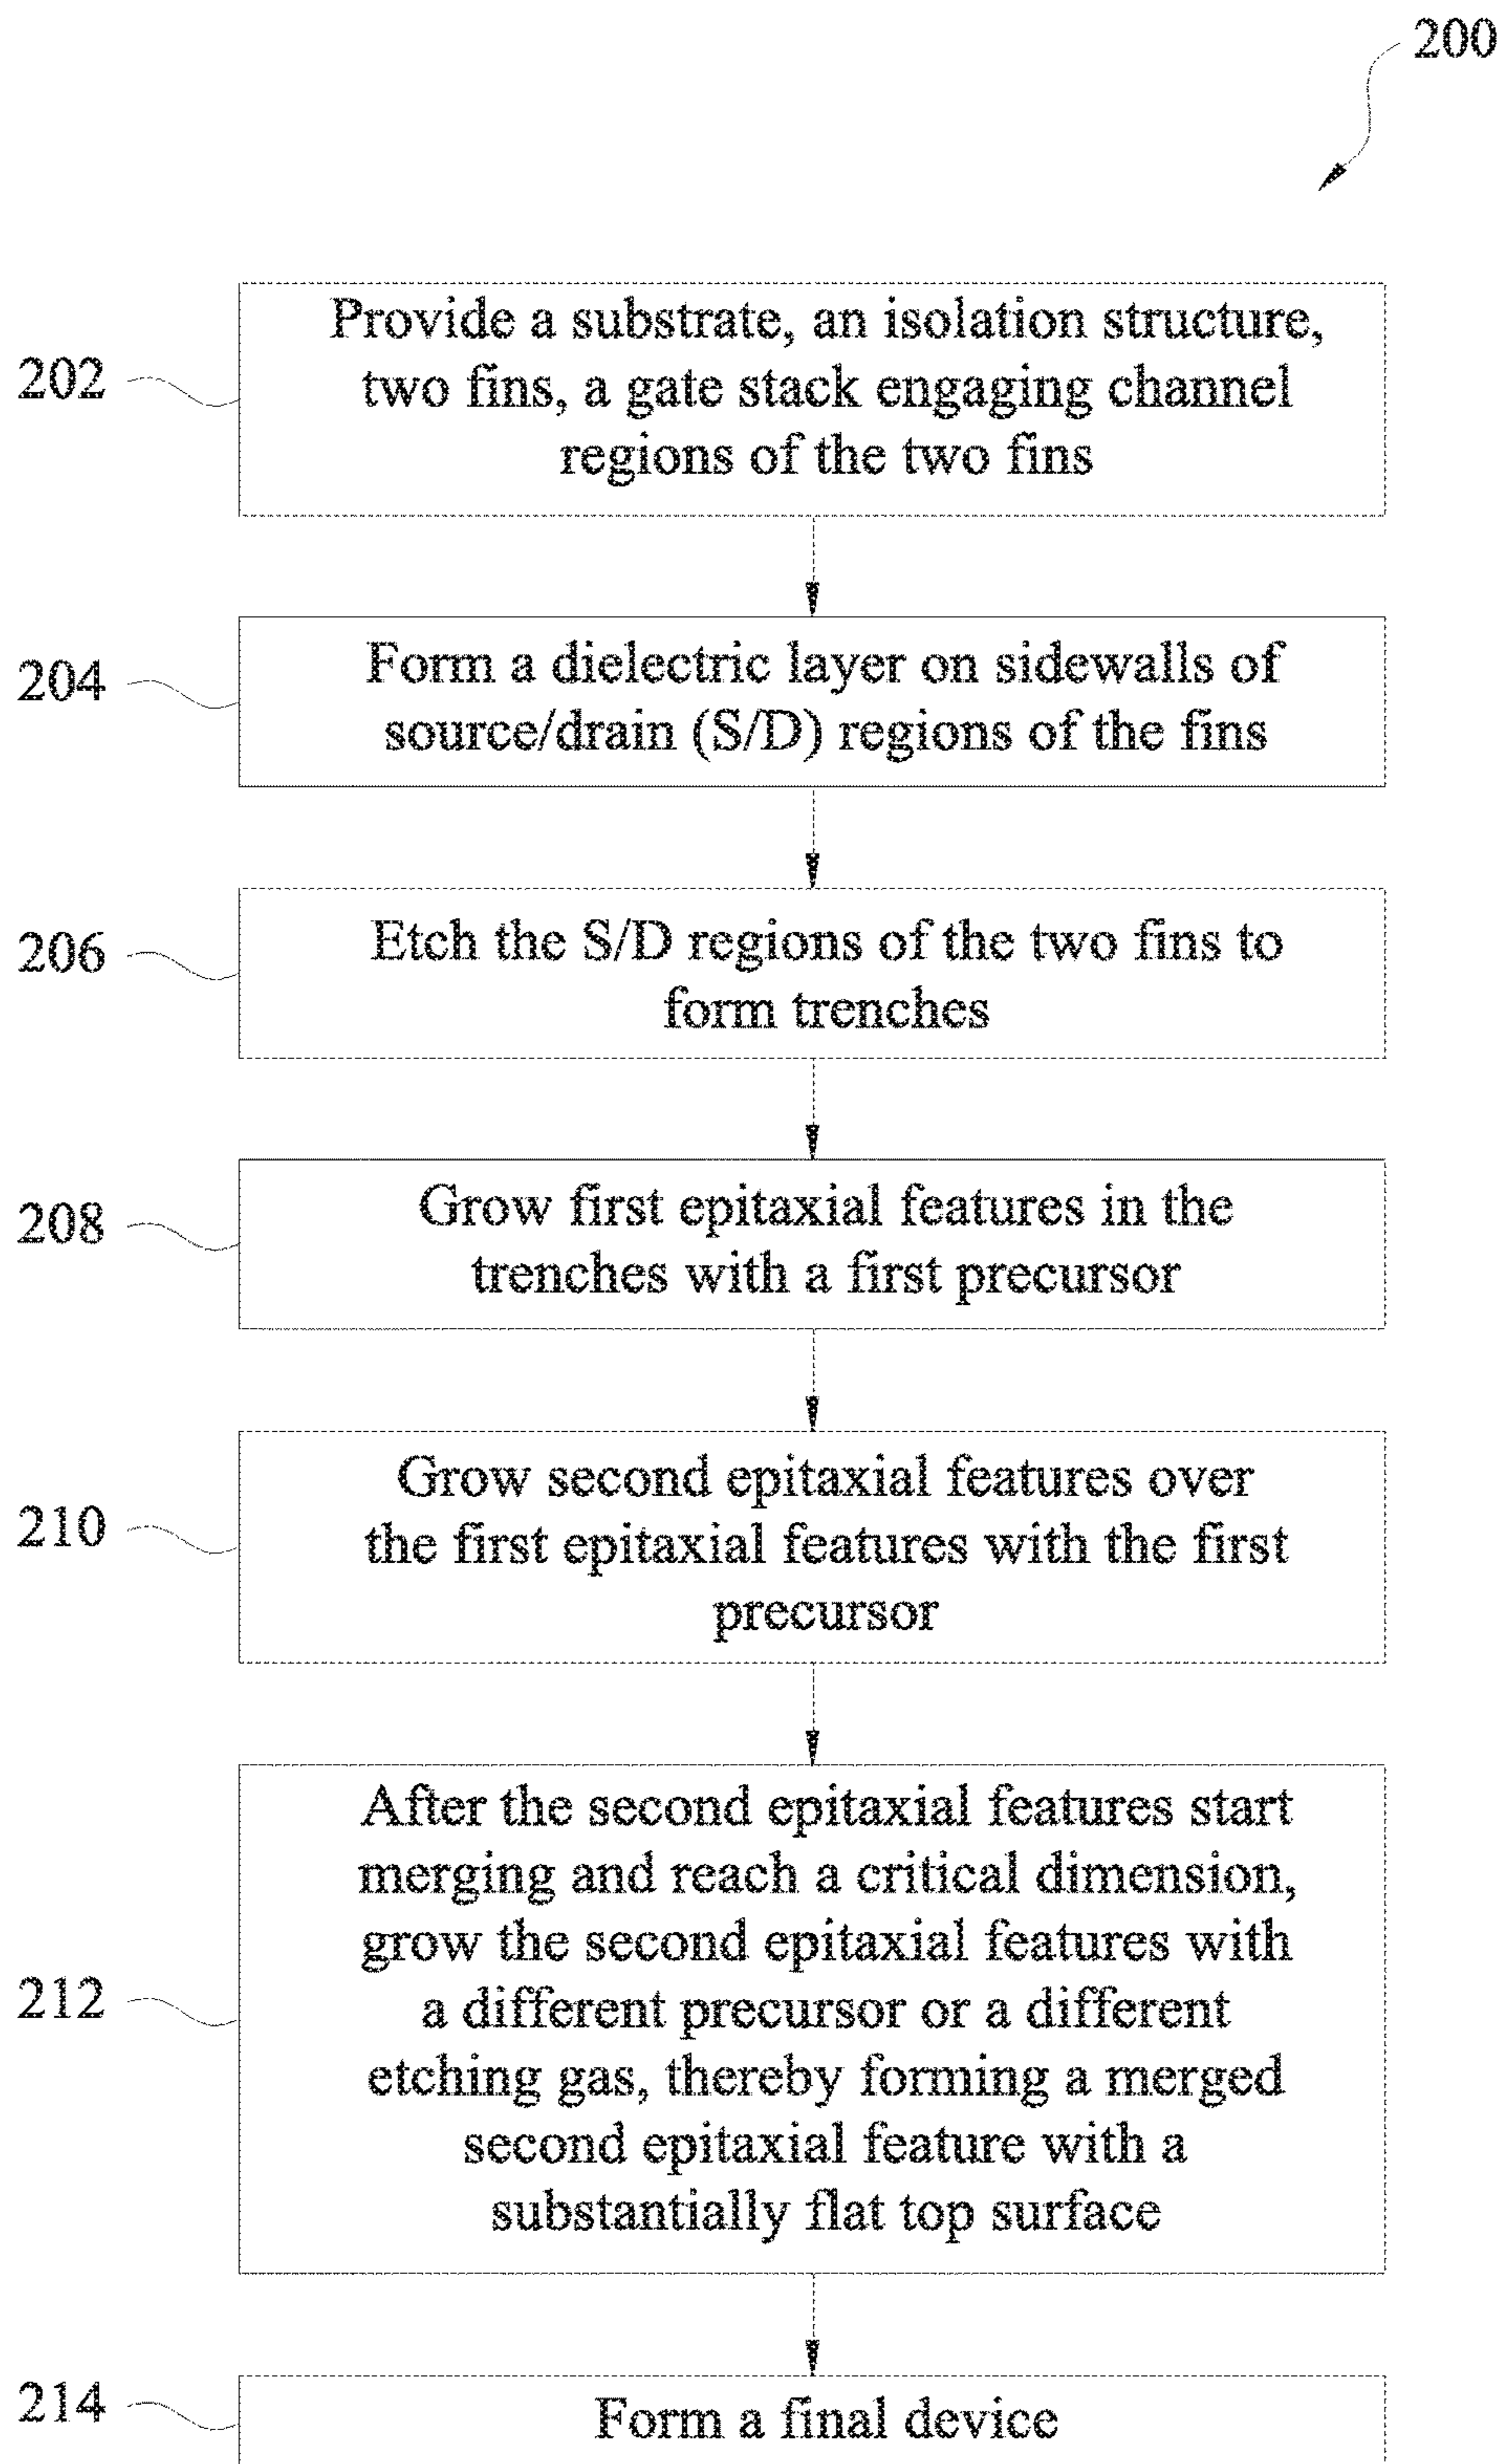 200
202
Provide a substrate, an isolation structure,
two fins, a gate stack engaging channel
regions of the two fins
204
Form a dielectric layer on sidewalls of
source/drain (S/D) regions of the fins
206
Etch the S/D regions of the two fins to
form trenches
208
Grow first epitaxial features in the
trenches with a first precursor
210
Grow second epitaxial features over
the first epitaxial features with the first
precursor
212
After the second epitaxial features start
merging and reach a critical dimension,
grow the second epitaxial features with
a different precursor or a different
etching gas, thereby forming a merged
second epitaxial feature with a
substantially flat top surface
214
Form a final device